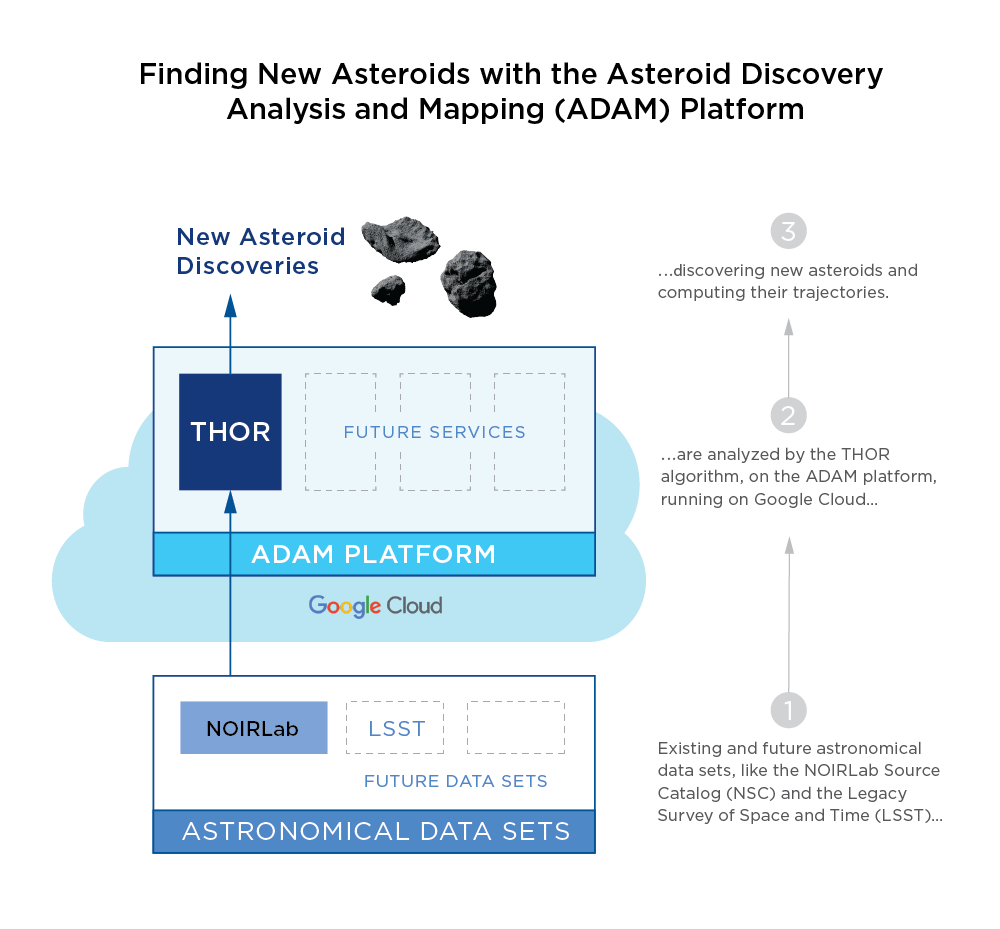 Finding New Asteroids with the Asteroid Discovery
Analysis and Mapping (ADAM) Platform
New Asteroid
Discoveries
THOR
FUTURE SERVICES
ADAM PLATFORM
Google Cloud
NOIRLab
LSST
FUTURE DATA SETS
ASTRONOMICAL DATA SETS
3
...discovering new asteroids and
computing their trajectories.
2
...are analyzed by the THOR
algorithm, on the ADAM platform,
running on Google Cloud...
1
Existing and future astronomical
data sets, like the NOIRLab Source
Catalog (NSC) and the Legacy
Survey of Space and Time (LSST)...